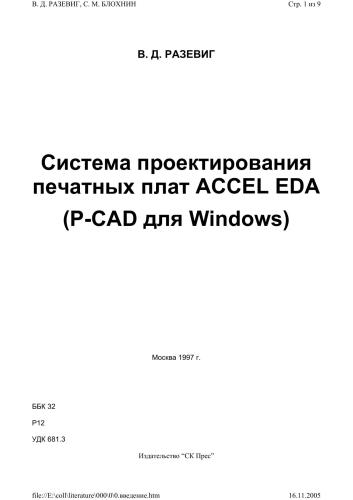 В. Д. РАЗЕВИГ, С. М. БЛОХНИН Стр. 1 из 9
В. Д. РАЗЕВИГ
Система проектирования
печатных плат ACCEL EDA
(P-CAD для Windows)
Москва 1997 г.
ББК 32
Р12
УДК 681.3
Издательство “СК Прес”
file://E:\coll\literature\000\0\0.введение.htm 16.11.2005